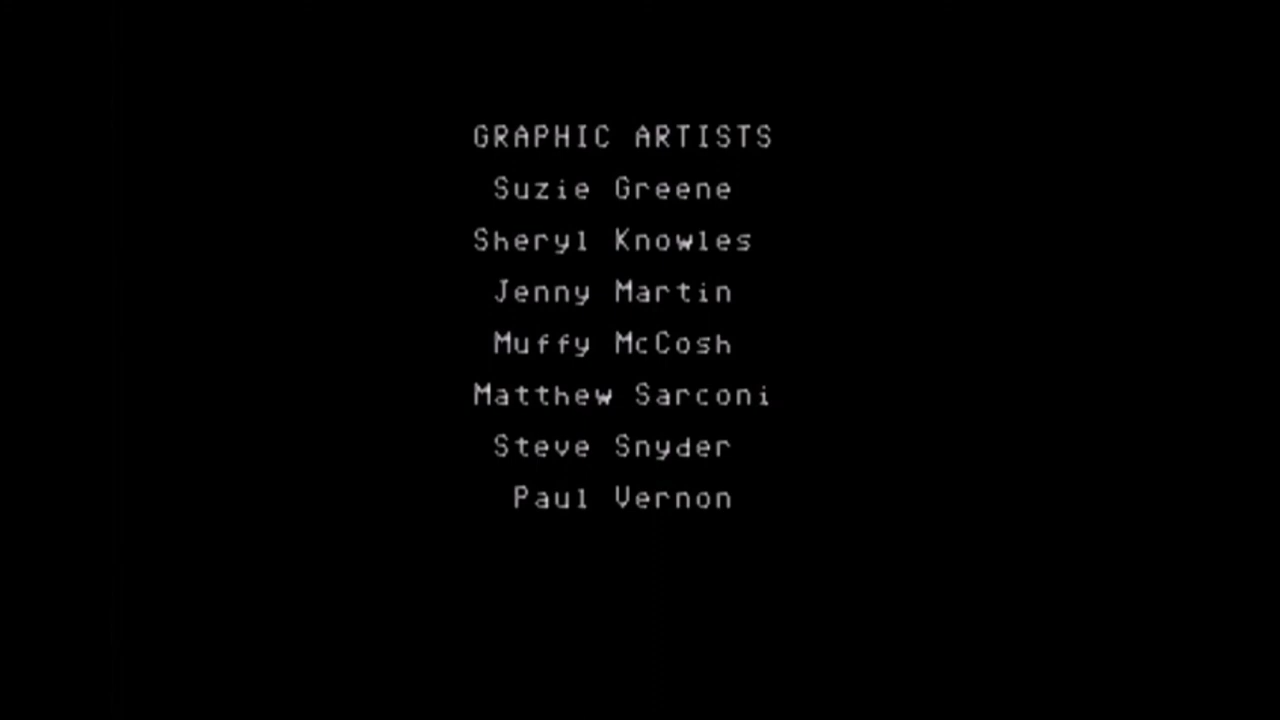 GRAPHIC ARTISTS
Suzie Greene
Sheryl Knowles
Jenny Martin
Muffy McCosh
Matthew Sarconi
Steve Snyder
Paul Vernon